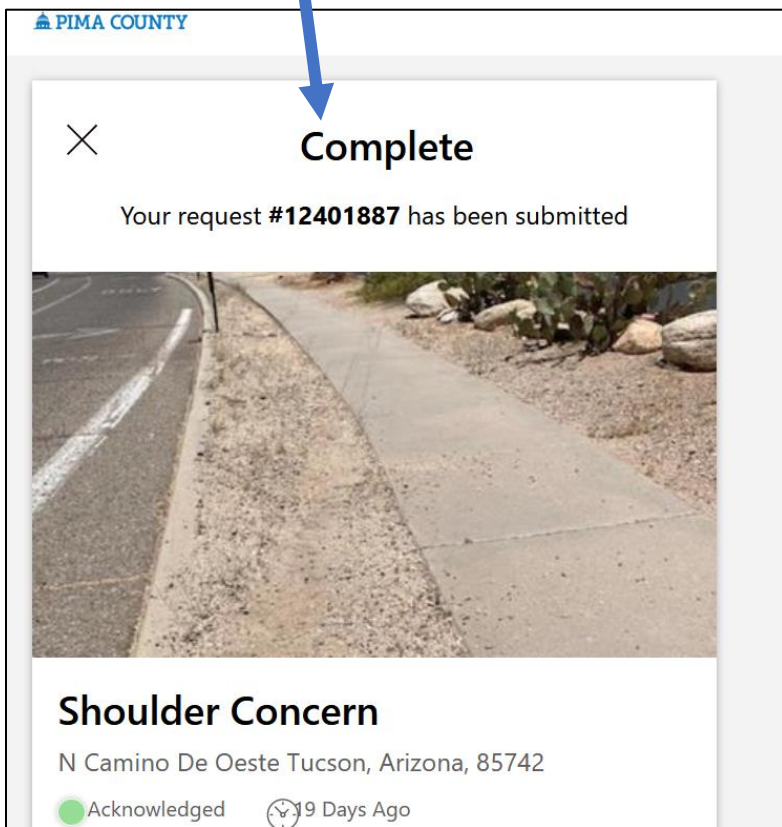 PIMA COUNTY
Complete
Your request #12401887 has been submitted
Shoulder Concern
N Camino De Oeste Tucson, Arizona, 85742
Acknowledged 19 Days Ago